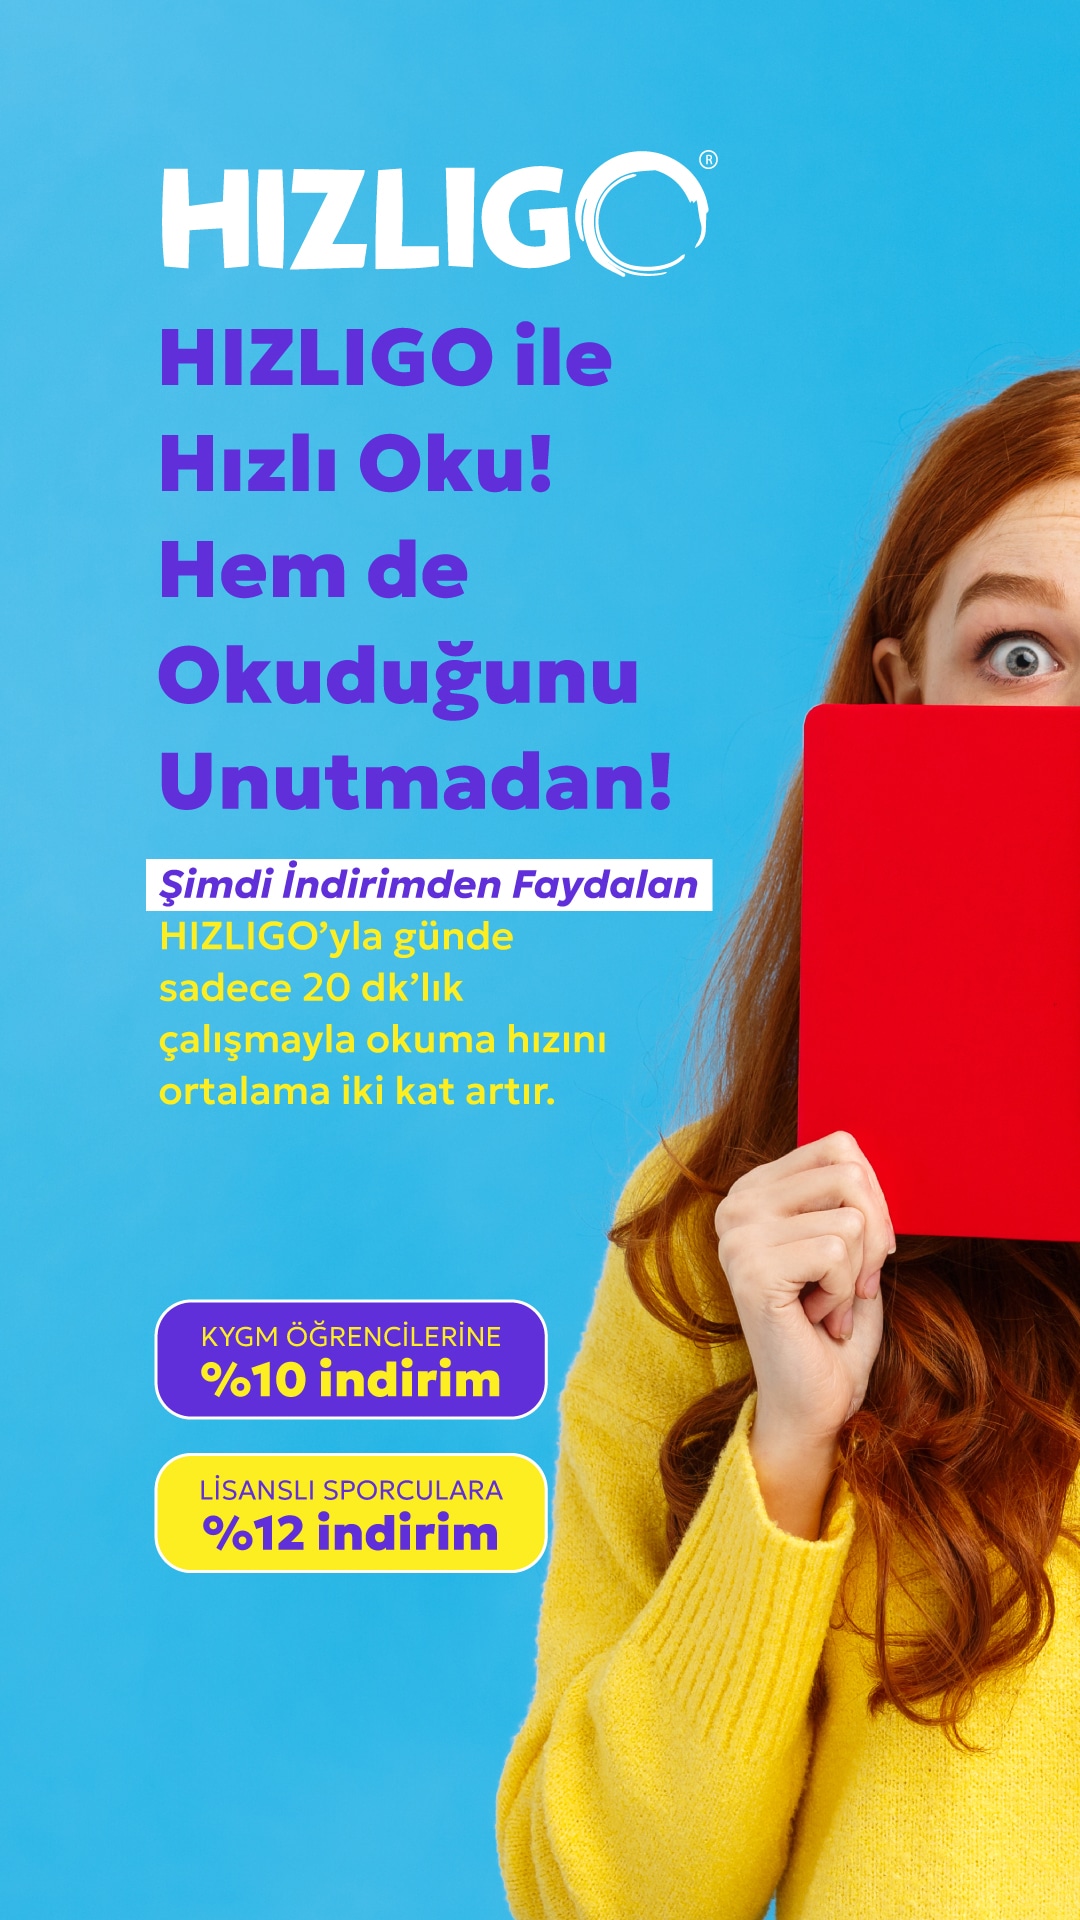 HIZLIGO®
HIZLIGO ile
Hızlı Oku!
Hem de
Okuduğunu
Unutmadan!
Şimdi İndirimden Faydalan
HIZLIGO’yla günde
sadece 20 dk’lık
çalışmayla okuma hızını
ortalama iki kat artır.
KYGM ÖĞRENCİLERİNE
%10 indirim
LİSANSLI SPORCULARA
%12 indirim